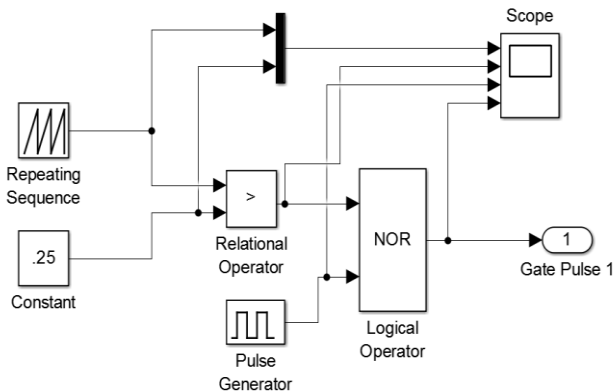 Scope
Repeating
Sequence
>
Relational
Operator
.25
Constant
NOR
Logical
Operator
1
Gate Pulse 1
Pulse
Generator